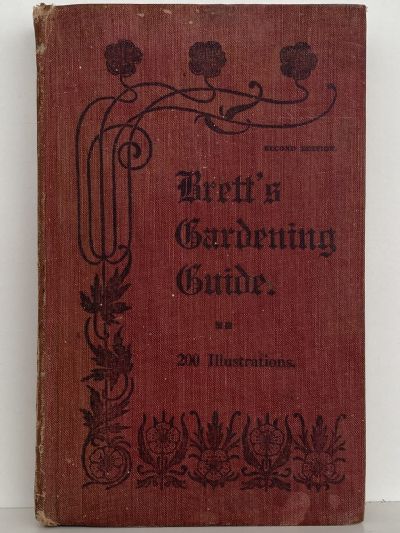 SECOND EDITION.
Brett's
Gardening
Guide.
200 Illustrations.